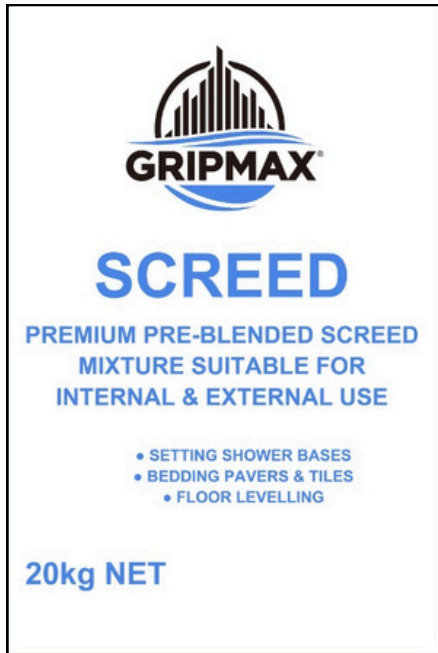 GRIPMAX®
SCREED
PREMIUM PRE-BLENDED SCREED
MIXTURE SUITABLE FOR
INTERNAL & EXTERNAL USE
• SETTING SHOWER BASES
• BEDDING PAVERS & TILES
• FLOOR LEVELLING
20kg NET